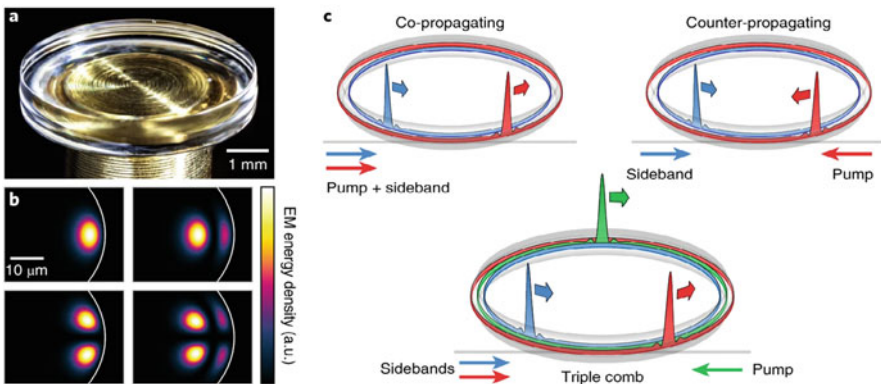 a
1 mm
b
10 µm
EM energy density (a.u.)
c
Co-propagating
Pump + sideband
Counter-propagating
Sideband
Pump
Sidebands
Triple comb
Pump